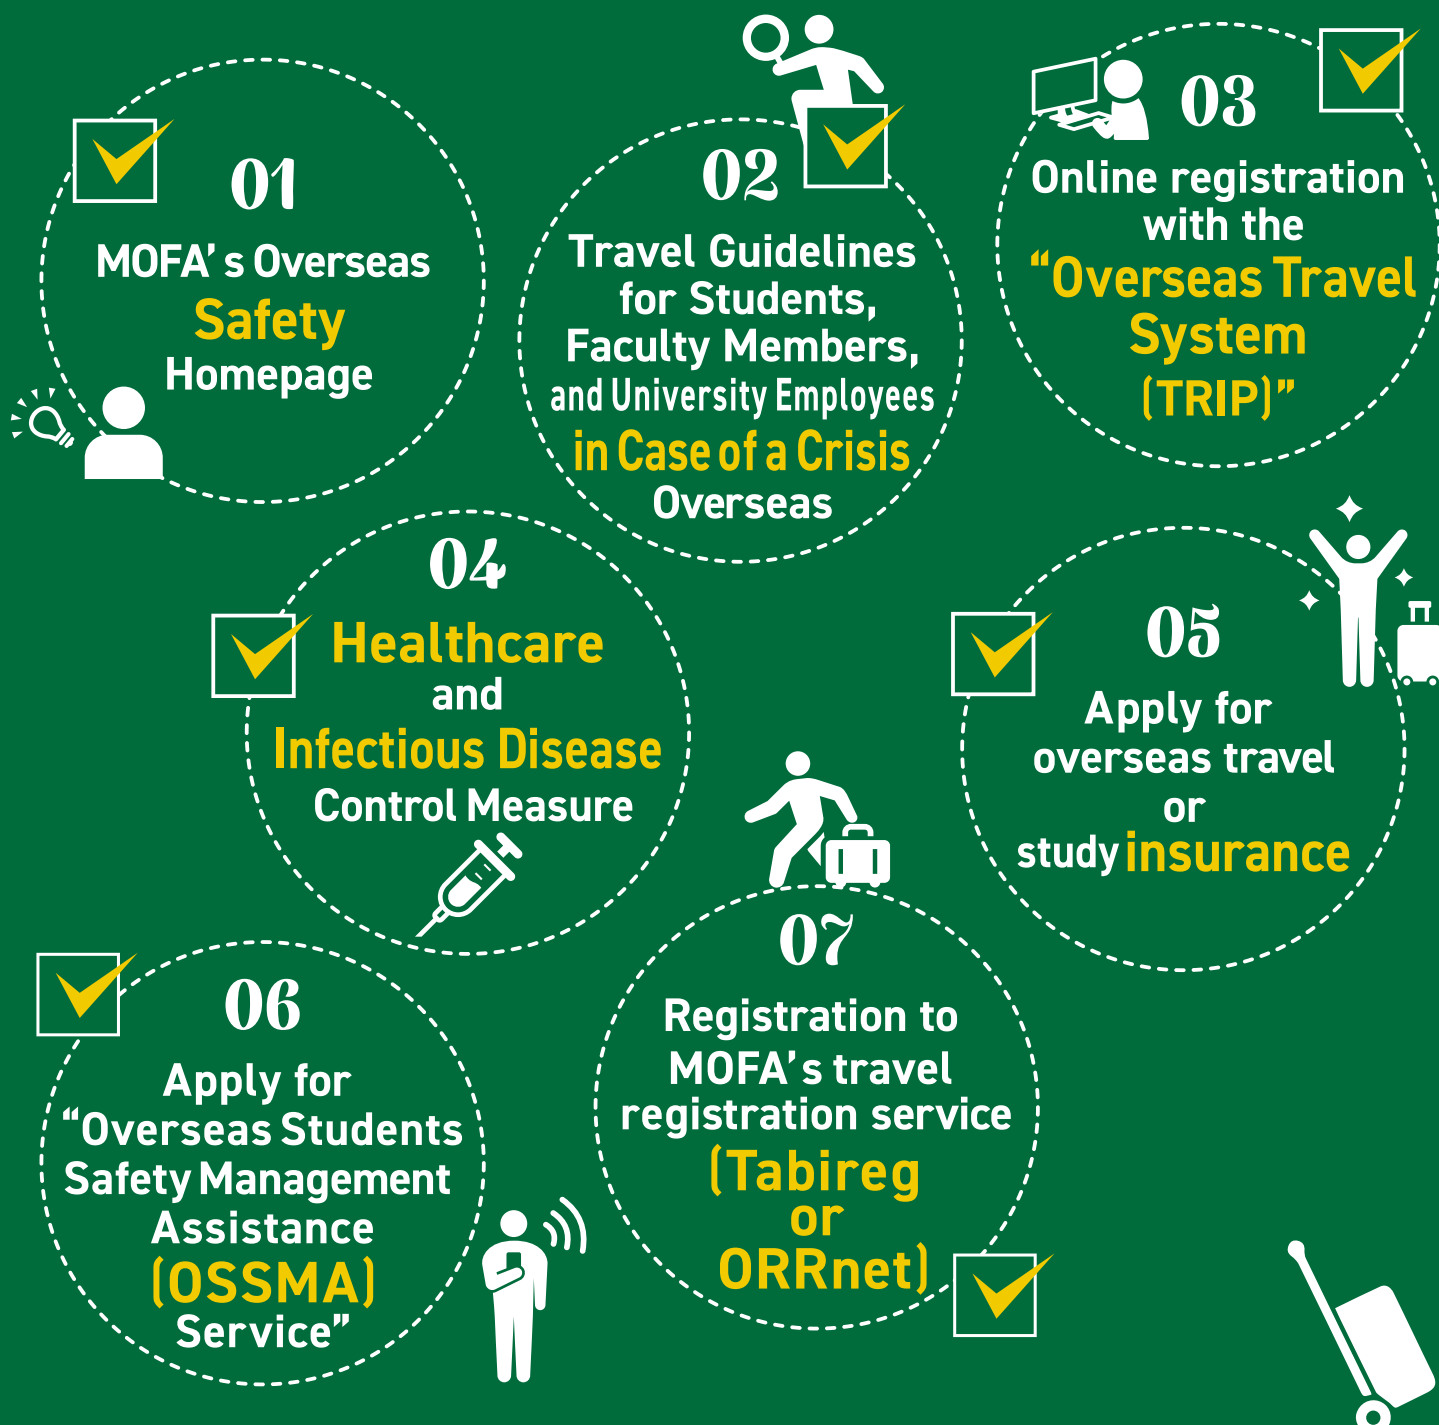 01
MOFA's Overseas
Safety
Homepage
02
Travel Guidelines
for Students,
Faculty Members,
and University Employees
in Case of a Crisis
Overseas
03
Online registration
with the
“Overseas Travel
System
(TRIP)”
04
Healthcare
and
Infectious Disease
Control Measure
05
Apply for
overseas travel
or
study insurance
06
Apply for
“Overseas Students
Safety Management
Assistance
(OSSMA)
Service”
07
Registration to
MOFA's travel
registration service
(Tabireg
or
ORRnet)